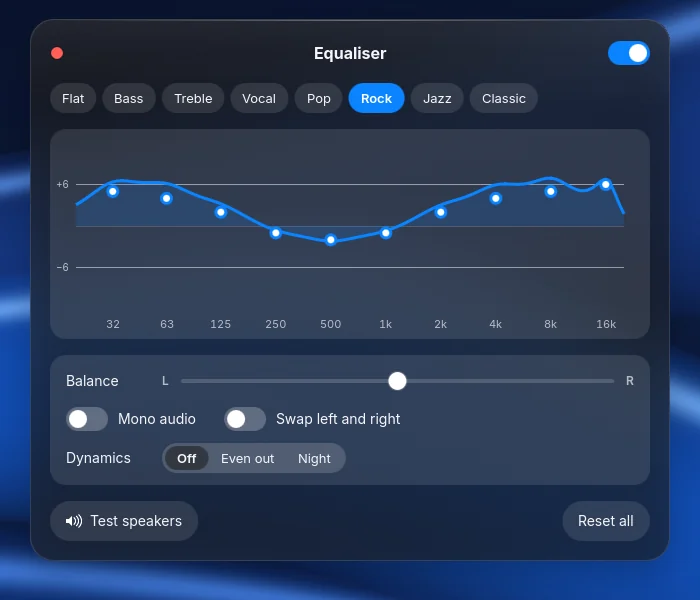 Equaliser
Flat Bass Treble Vocal Pop Rock Jazz Classic
+6
−6
32 63 125 250 500 1k 2k 4k 8k 16k
Balance L R
Mono audio Swap left and right
Dynamics Off Even out Night
Test speakers Reset all